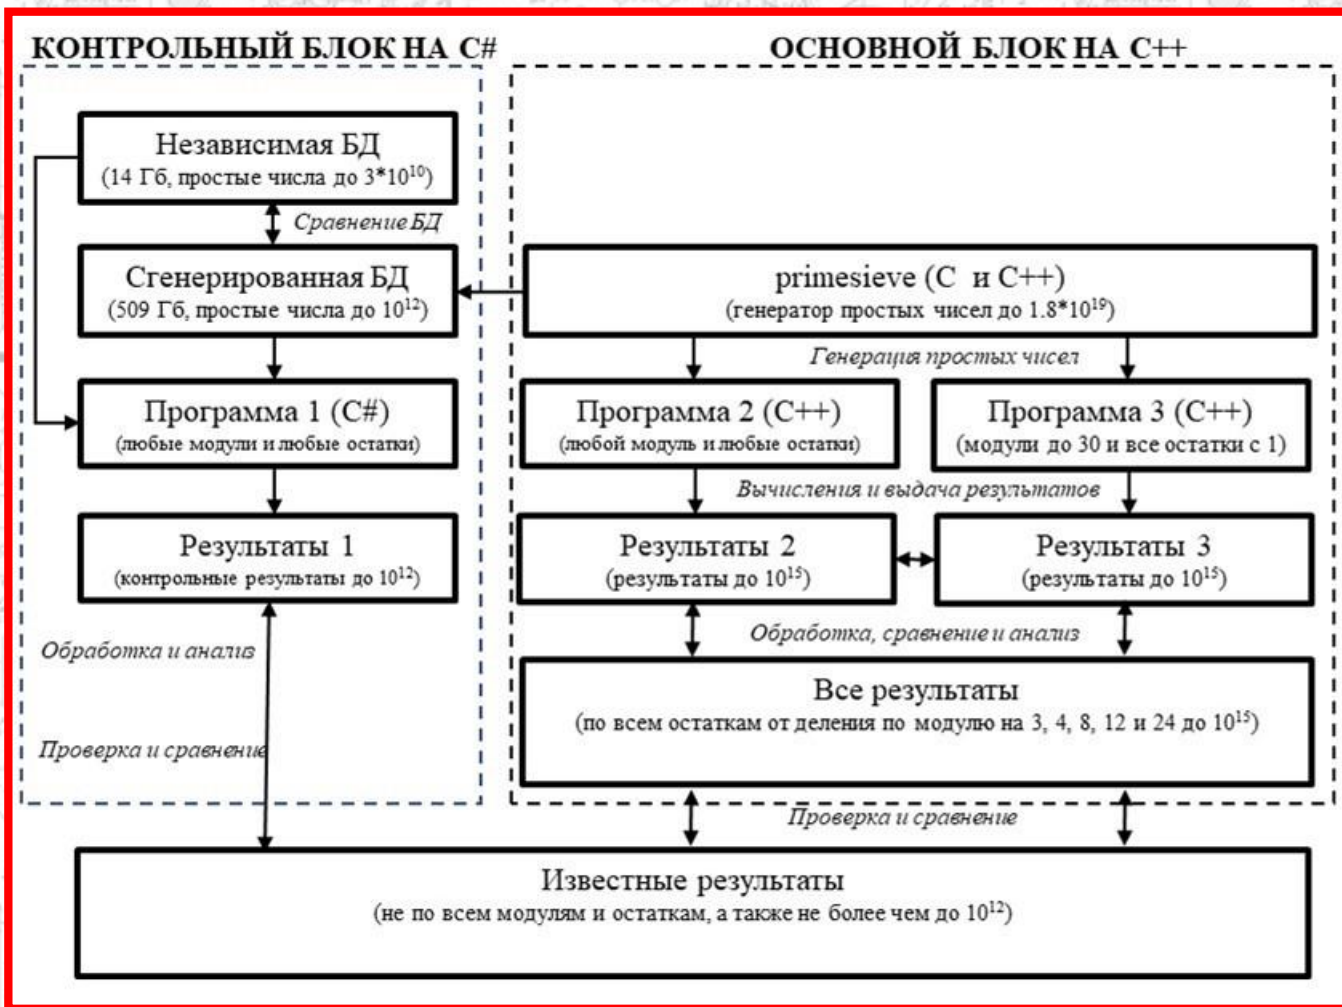 КОНТРОЛЬНЫЙ БЛОК НА C#
Независимая БД
(14 Гб, простые числа до 3*10¹⁰)
Сравнение БД
Сгенерированная БД
(509 Гб, простые числа до 10¹²)
Программа 1 (C#)
(любые модули и любые остатки)
Результаты 1
(контрольные результаты до 10¹²)
Обработка и анализ
Проверка и сравнение
ОСНОВНОЙ БЛОК НА C++
primesieve (C и C++)
(генератор простых чисел до 1.8*10¹⁹)
Генерация простых чисел
Программа 2 (C++)
(любой модуль и любые остатки)
Программа 3 (C++)
(модули до 30 и все остатки с 1)
Вычисления и выдача результатов
Результаты 2
(результаты до 10¹⁵)
Результаты 3
(результаты до 10¹⁵)
Обработка, сравнение и анализ
Все результаты
(по всем остаткам от деления по модулю на 3, 4, 8, 12 и 24 до 10¹⁵)
Проверка и сравнение
Известные результаты
(не по всем модулям и остаткам, а также не более чем до 10¹²)